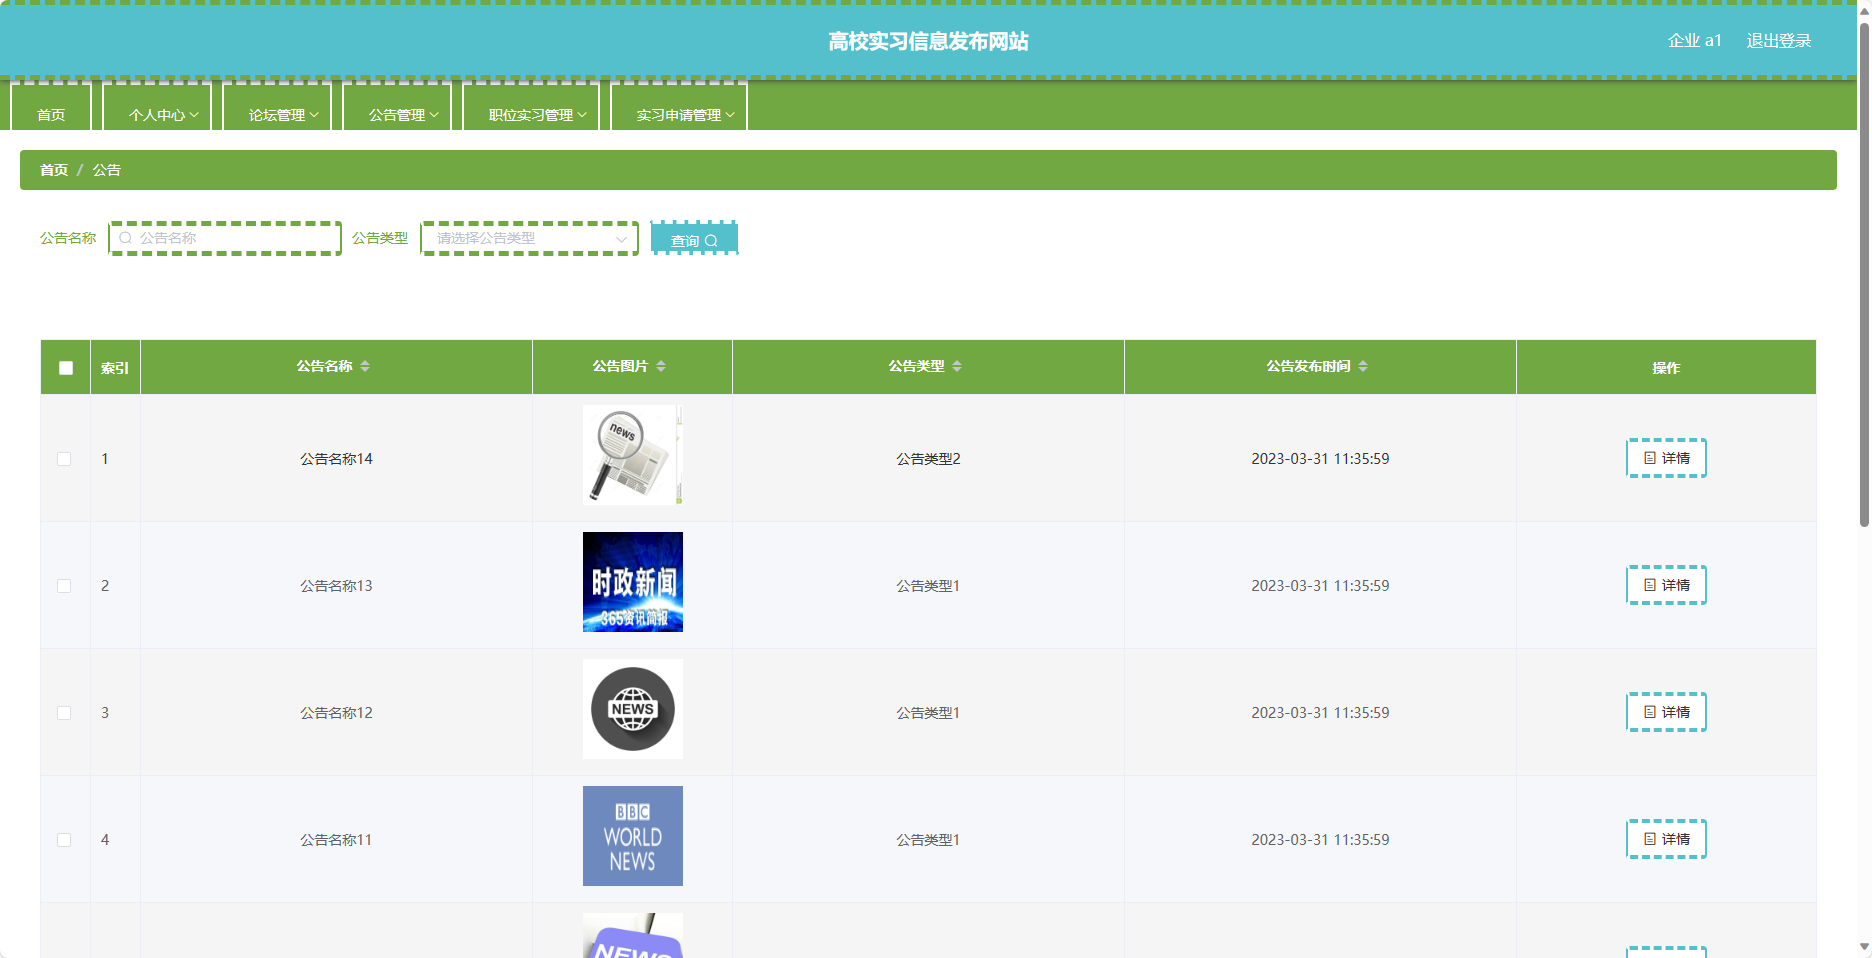 高校实习信息发布网站
企业 a1 退出登录
首页 个人中心 论坛管理 公告管理 职位实习管理 实习申请管理
首页 / 公告
公告名称 公告名称 公告类型 请选择公告类型 查询
索引 公告名称 公告图片 公告类型 公告发布时间 操作
news
1 公告名称14 公告类型2 2023-03-31 11:35:59 详情
时政新闻
365资讯简报
2 公告名称13 公告类型1 2023-03-31 11:35:59 详情
NEWS
3 公告名称12 公告类型1 2023-03-31 11:35:59 详情
BBC
WORLD
NEWS
4 公告名称11 公告类型1 2023-03-31 11:35:59 详情
NEWS